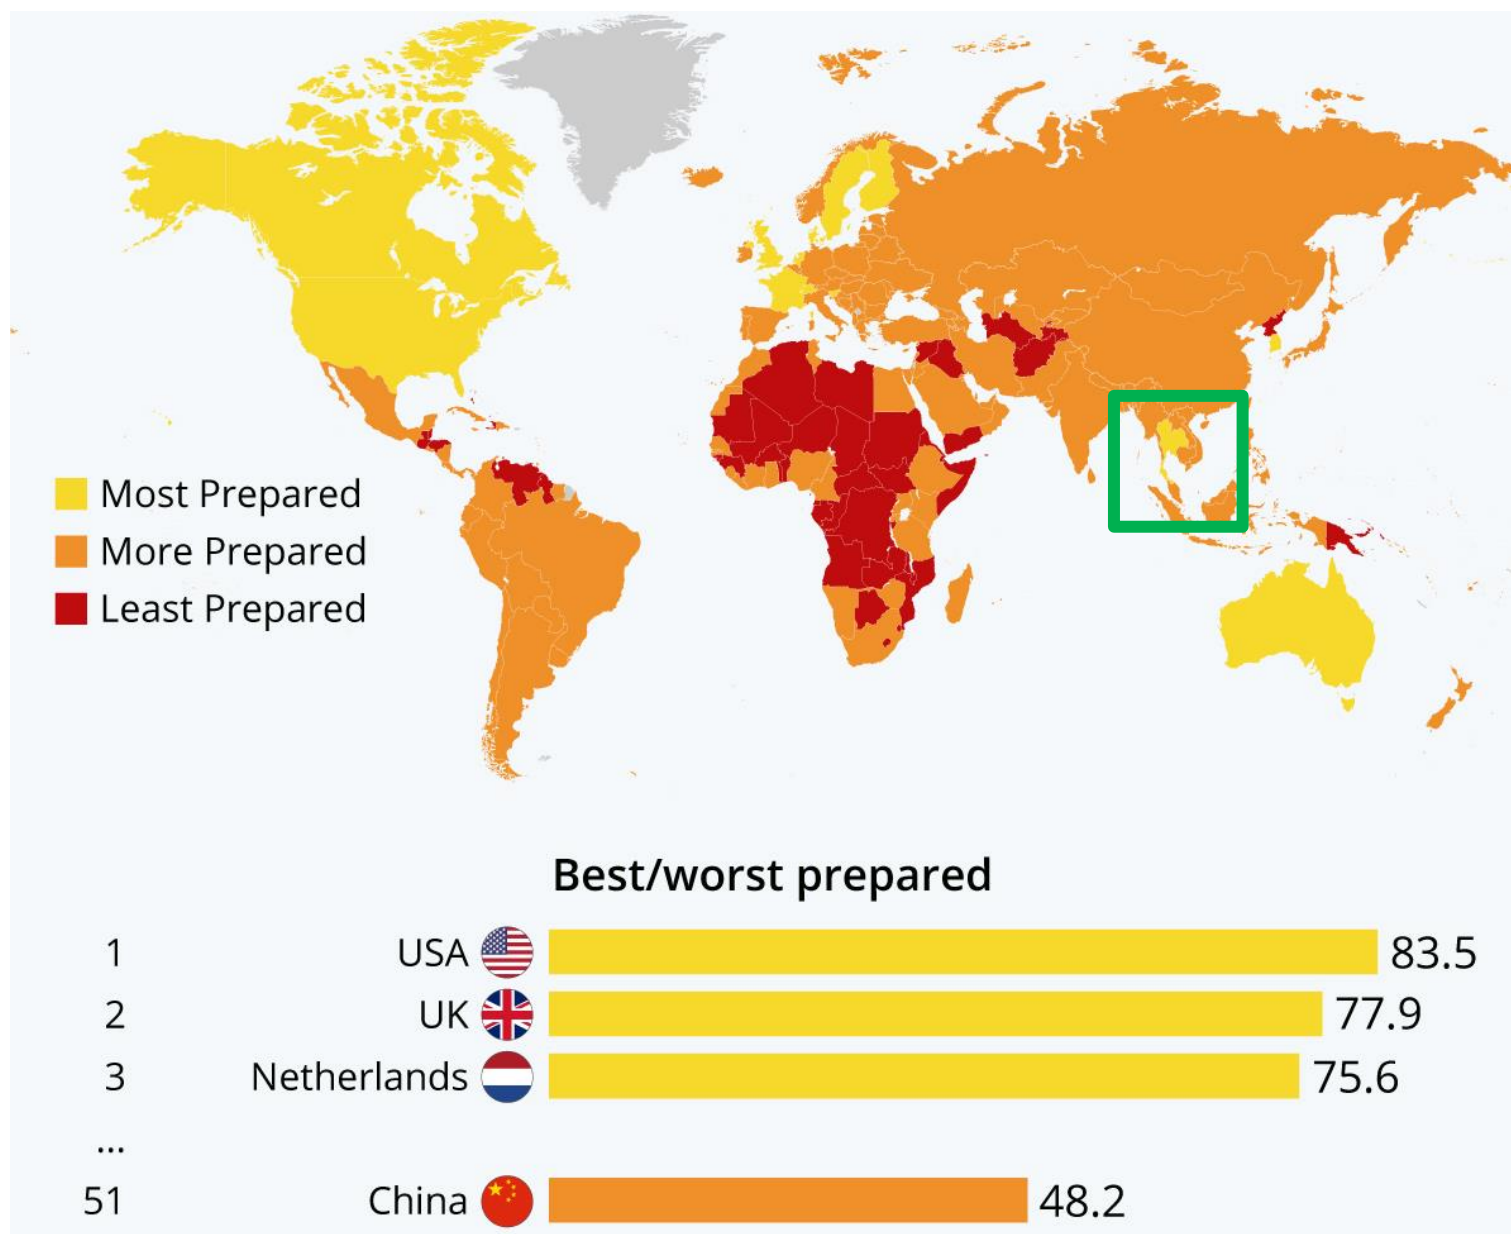 Most Prepared
More Prepared
Least Prepared
Best/worst prepared
1 USA 83.5
2 UK 77.9
3 Netherlands 75.6
...
51 China 48.2